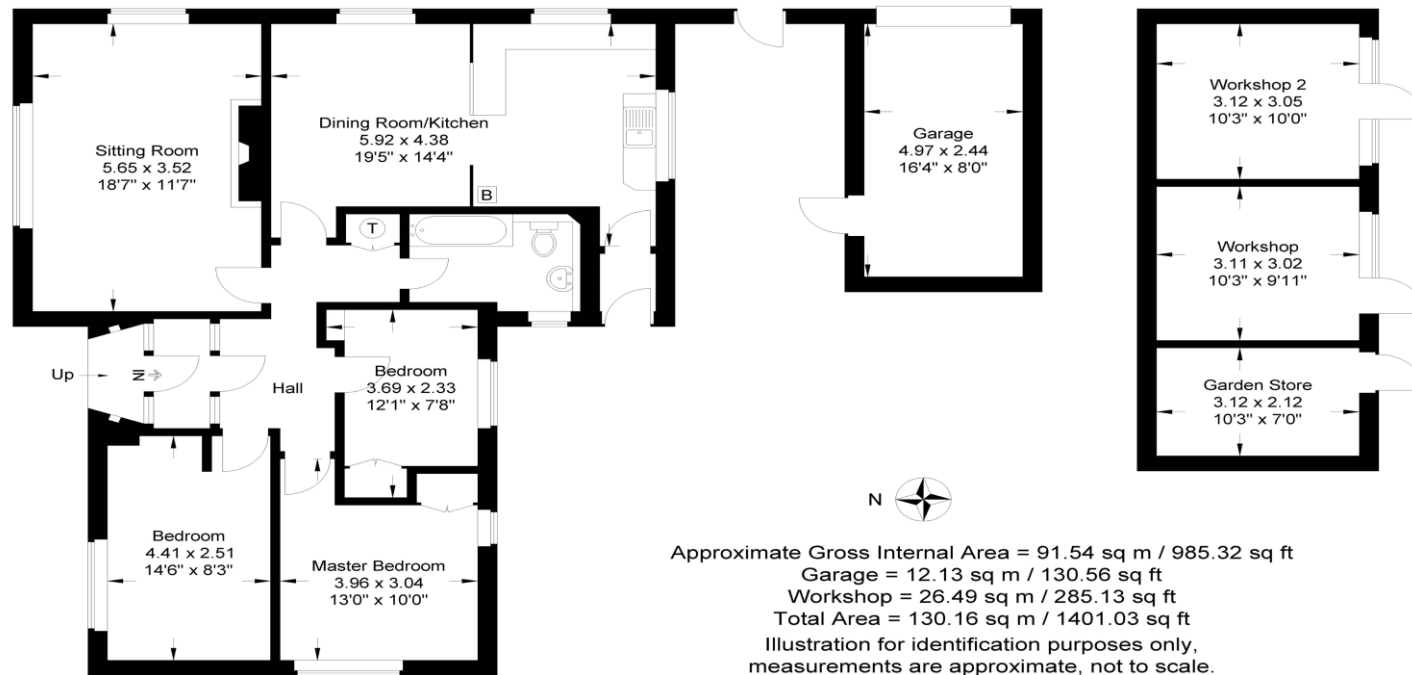 Sitting Room
5.65 x 3.52
18'7" x 11'7"
Dining Room/Kitchen
5.92 x 4.38
19'5" x 14'4"
B
T
Garage
4.97 x 2.44
16'4" x 8'0"
Workshop 2
3.12 x 3.05
10'3" x 10'0"
Workshop
3.11 x 3.02
10'3" x 9'11"
Garden Store
3.12 x 2.12
10'3" x 7'0"
Up
IN
Hall
Bedroom
3.69 x 2.33
12'1" x 7'8"
Bedroom
4.41 x 2.51
14'6" x 8'3"
Master Bedroom
3.96 x 3.04
13'0" x 10'0"
N
Approximate Gross Internal Area = 91.54 sq m / 985.32 sq ft
Garage = 12.13 sq m / 130.56 sq ft
Workshop = 26.49 sq m / 285.13 sq ft
Total Area = 130.16 sq m / 1401.03 sq ft
Illustration for identification purposes only,
measurements are approximate, not to scale.